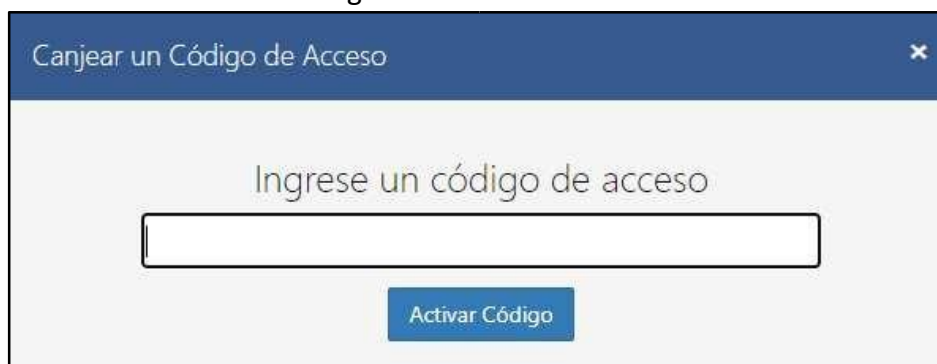 Canjear un Código de Acceso ×
Ingrese un código de acceso
Activar Código